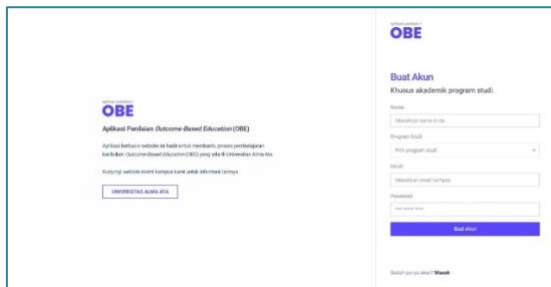 OBE
Aplikasi Penilaian Outcome-Based Education (OBE)
Aplikasi berbasis website ini hadir untuk membantu proses pembelajaran
kurikulum Outcome-Based Education (OBE) yang ada di Universitas Alma Ata.
Kunjungi website resmi kampus kami untuk informasi lainnya.
UNIVERSITAS ALMA ATA
OBE
Buat Akun
Khusus akademik program studi.
Nama
Masukkan nama Anda
Program Studi
Pilih program studi
Email
Masukkan email kampus
Password
Buat Akun
Sudah punya akun? Masuk